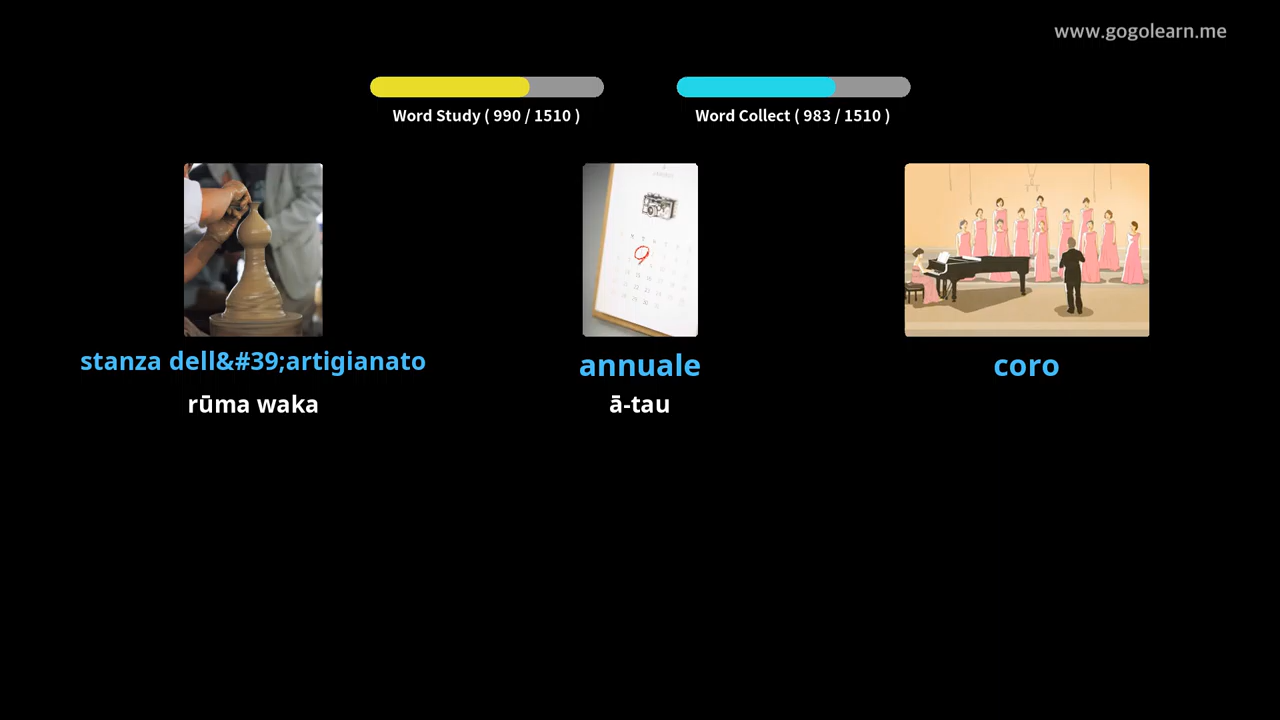 www.gogolearn.me
Word Study ( 990 / 1510 )
Word Collect ( 983 / 1510 )
stanza dell&#39;artigianato
annuale
coro
rūma waka
ā-tau
9